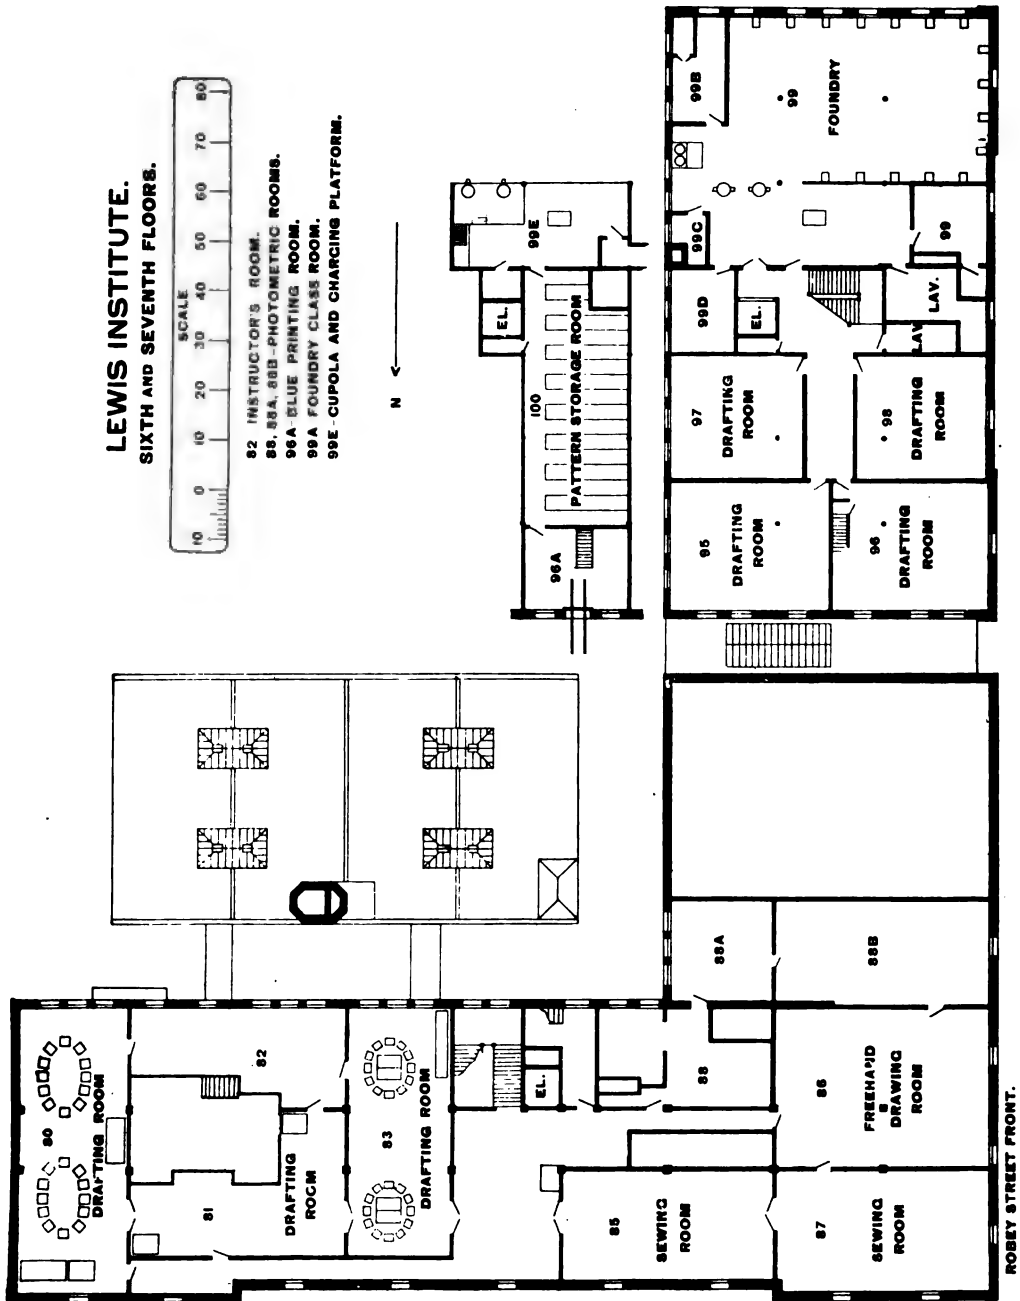 LEWIS INSTITUTE.
SIXTH AND SEVENTH FLOORS.
SCALE
10 0 10 20 30 40 50 60 70 80
82 INSTRUCTOR'S ROOM.
88, 88A, 88B-PHOTOMETRIC ROOMS.
96A-BLUE PRINTING ROOM.
99A FOUNDRY CLASS ROOM.
99E-CUPOLA AND CHARGING PLATFORM.
N
99E
EL.
100
PATTERN STORAGE ROOM
96A
99B
99
FOUNDRY
99C
99
99D
EL.
LAV.
LAV
97
DRAFTING
ROOM
98
DRAFTING
ROOM
95
DRAFTING
ROOM
96
DRAFTING
ROOM
80
DRAFTING ROOM
82
81
DRAFTING
ROOM
83
DRAFTING ROOM
EL.
88
88A
88B
86
FREEHAND
DRAWING
ROOM
85
SEWING
ROOM
87
SEWING
ROOM
ROBEY STREET FRONT.